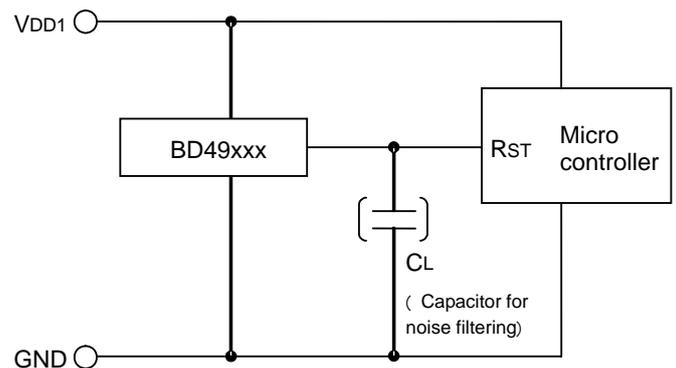 VDD1
BD49xxx
RST
Micro
controller
CL
( Capacitor for
noise filtering)
GND